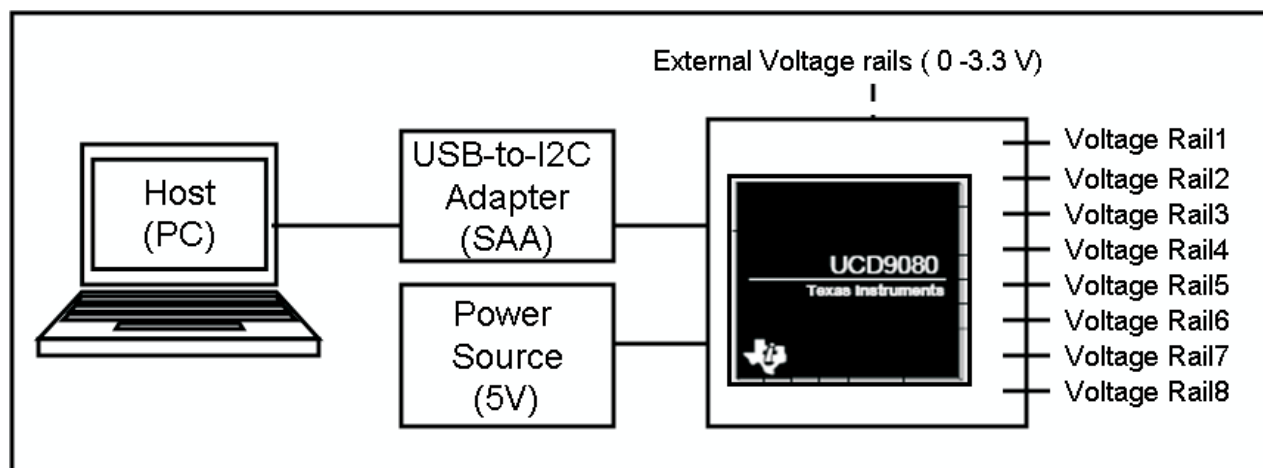 External Voltage rails ( 0 -3.3 V)
Host
(PC)
USB-to-I2C
Adapter
(SAA)
Power
Source
(5V)
UCD9080
Texas Instruments
Voltage Rail1
Voltage Rail2
Voltage Rail3
Voltage Rail4
Voltage Rail5
Voltage Rail6
Voltage Rail7
Voltage Rail8